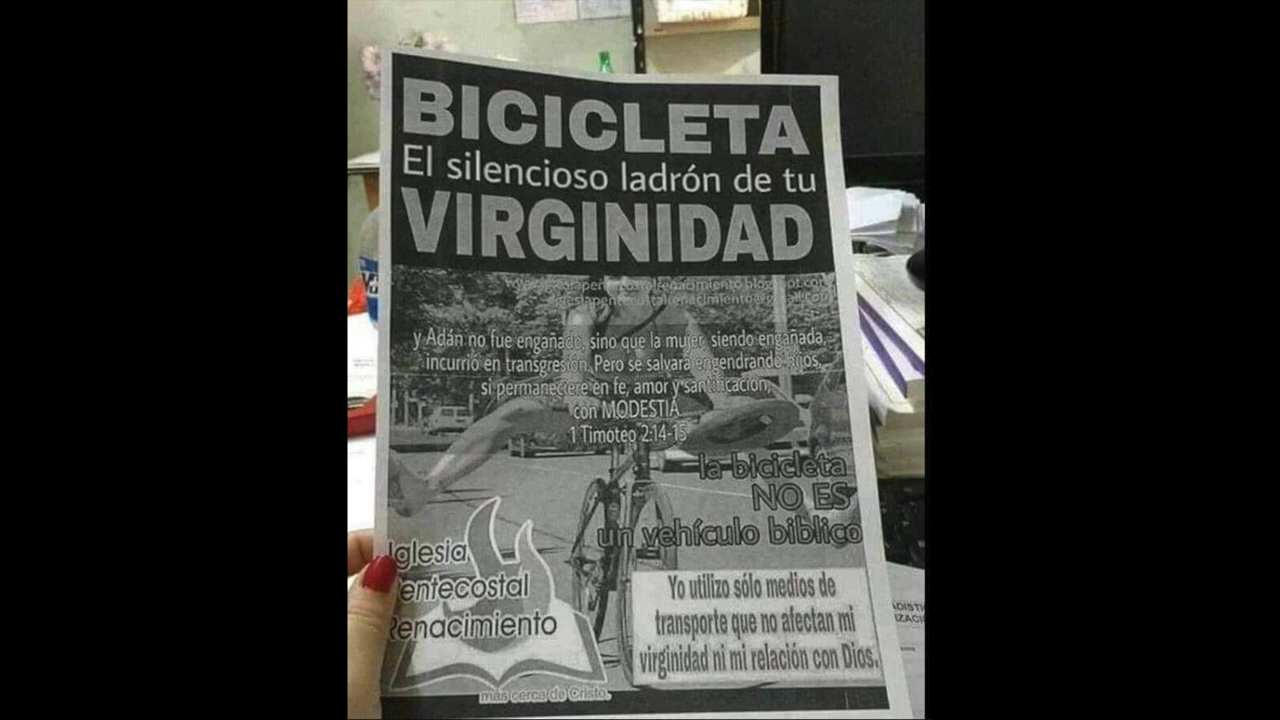 BICICLETA
El silencioso ladrón de tu
VIRGINIDAD
y Adán no fue engañado, sino que la mujer, siendo engañada,
incurrió en transgresión. Pero se salvará engendrando hijos,
si permaneciere en fe, amor y santificación,
con MODESTIA
1 Timoteo 2:14-15
la bicicleta
NO ES
un vehículo bíblico
Iglesia
Pentecostal
Renacimiento
más cerca de Cristo.
Yo utilizo sólo medios de
transporte que no afectan mi
virginidad ni mi relación con Dios.